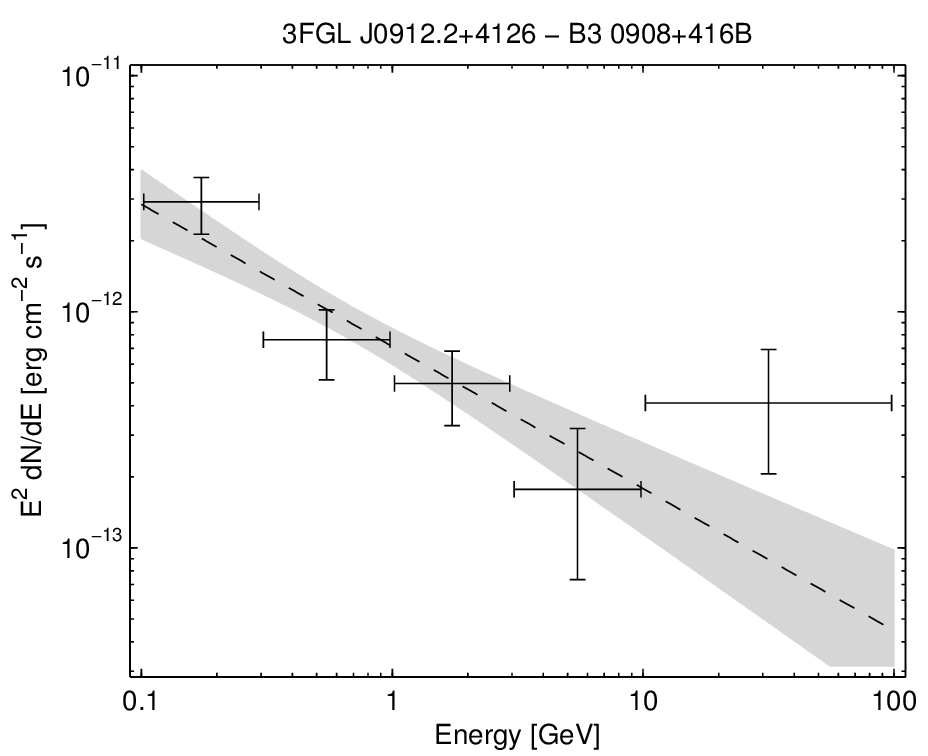 3FGL J0912.2+4126 − B3 0908+416B
10⁻¹¹
10⁻¹²
10⁻¹³
E² dN/dE [erg cm⁻² s⁻¹]
0.1 1 10 100
Energy [GeV]